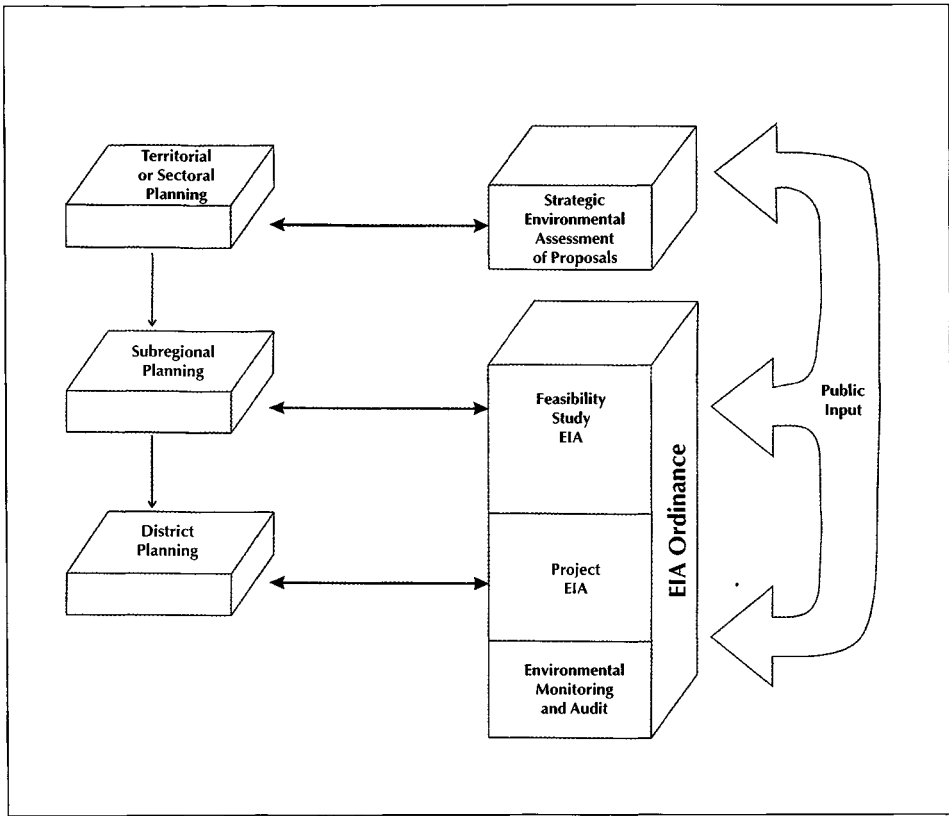 Territorial
or Sectoral
Planning
Strategic
Environmental
Assessment
of Proposals
Subregional
Planning
Feasibility
Study
EIA
Public
Input
District
Planning
Project
EIA
EIA Ordinance
Environmental
Monitoring
and Audit